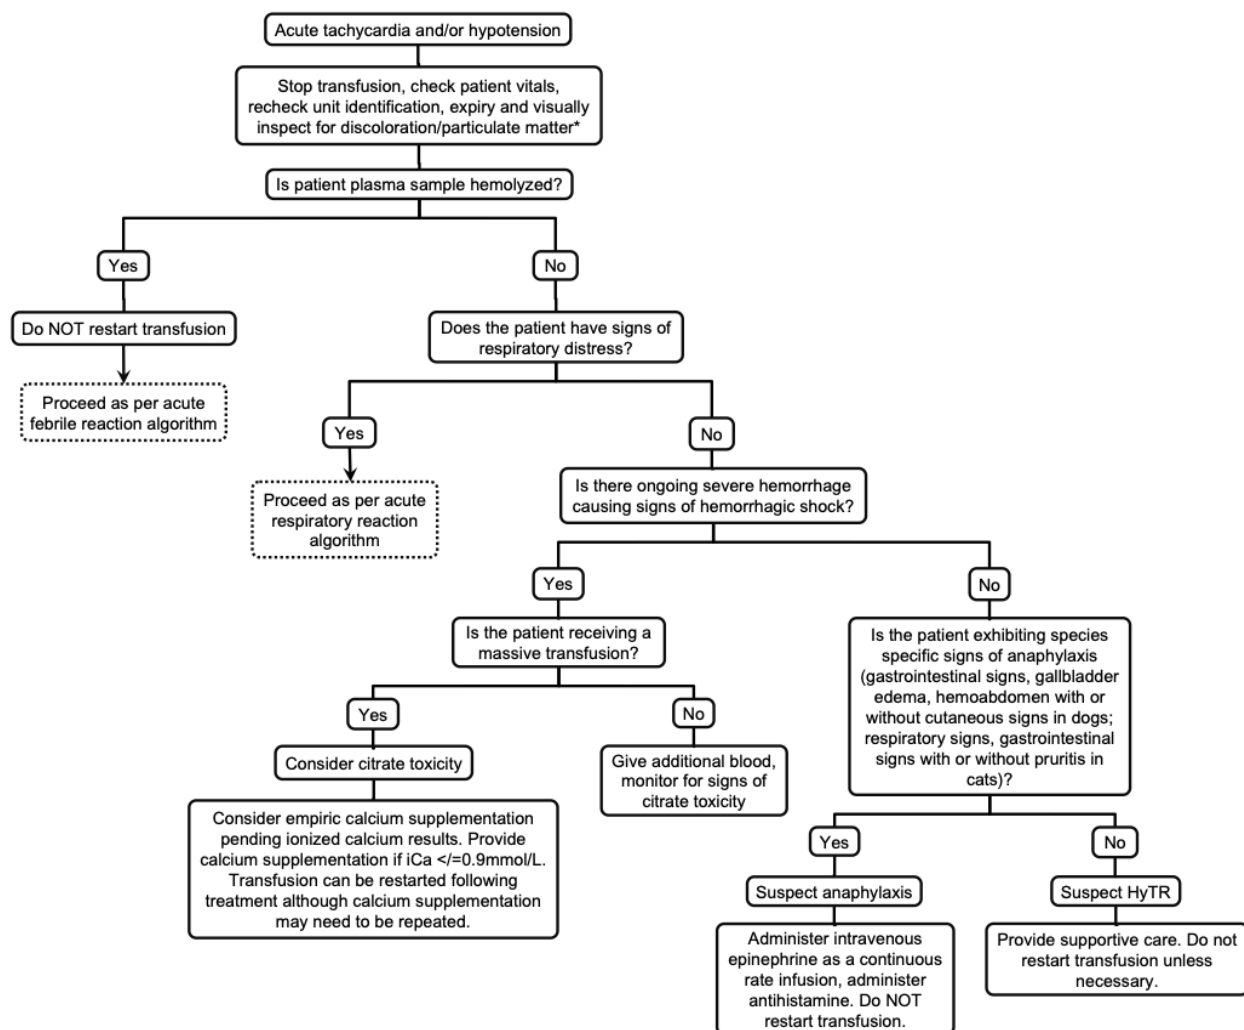 Acute tachycardia and/or hypotension
Stop transfusion, check patient vitals,
recheck unit identification, expiry and visually
inspect for discoloration/particulate matter*
Is patient plasma sample hemolyzed?
Yes
No
Do NOT restart transfusion
Proceed as per acute
febrile reaction algorithm
Does the patient have signs of
respiratory distress?
Yes
No
Proceed as per acute
respiratory reaction
algorithm
Is there ongoing severe hemorrhage
causing signs of hemorrhagic shock?
Yes
No
Is the patient receiving a
massive transfusion?
Yes
No
Consider citrate toxicity
Consider empiric calcium supplementation
pending ionized calcium results. Provide
calcium supplementation if iCa </=0.9mmol/L.
Transfusion can be restarted following
treatment although calcium supplementation
may need to be repeated.
Give additional blood,
monitor for signs of
citrate toxicity
Is the patient exhibiting species
specific signs of anaphylaxis
(gastrointestinal signs, gallbladder
edema, hemoabdomen with or
without cutaneous signs in dogs;
respiratory signs, gastrointestinal
signs with or without pruritis in
cats)?
Yes
No
Suspect anaphylaxis
Administer intravenous
epinephrine as a continuous
rate infusion, administer
antihistamine. Do NOT
restart transfusion.
Suspect HyTR
Provide supportive care. Do not
restart transfusion unless
necessary.